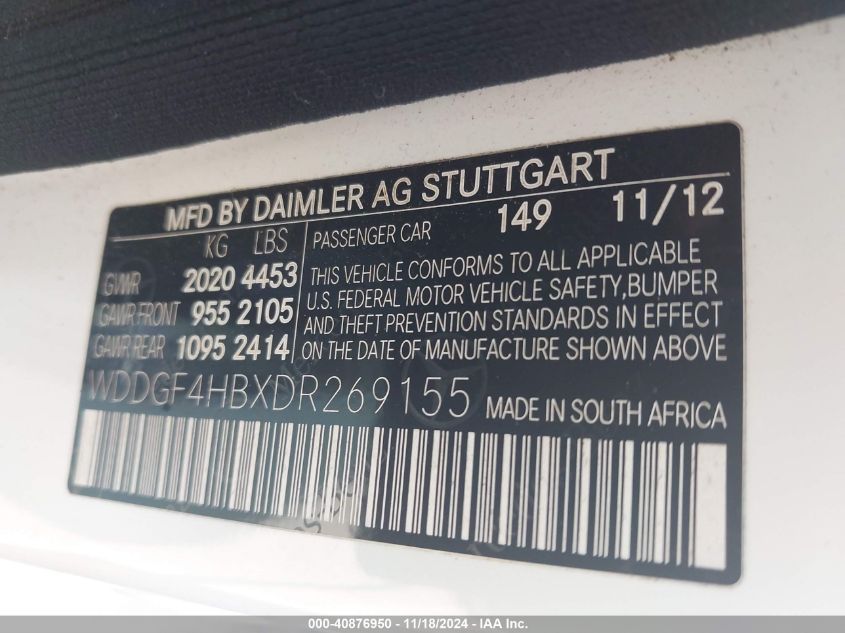 MFD BY DAIMLER AG STUTTGART
KG LBS
GVWR 2020 4453
GAWR FRONT 955 2105
GAWR REAR 1095 2414
PASSENGER CAR 149 11/12
THIS VEHICLE CONFORMS TO ALL APPLICABLE
U.S. FEDERAL MOTOR VEHICLE SAFETY,BUMPER
AND THEFT PREVENTION STANDARDS IN EFFECT
ON THE DATE OF MANUFACTURE SHOWN ABOVE
WDDGF4HBXDR269155 MADE IN SOUTH AFRICA
000-40876950 - 11/18/2024 - IAA Inc.